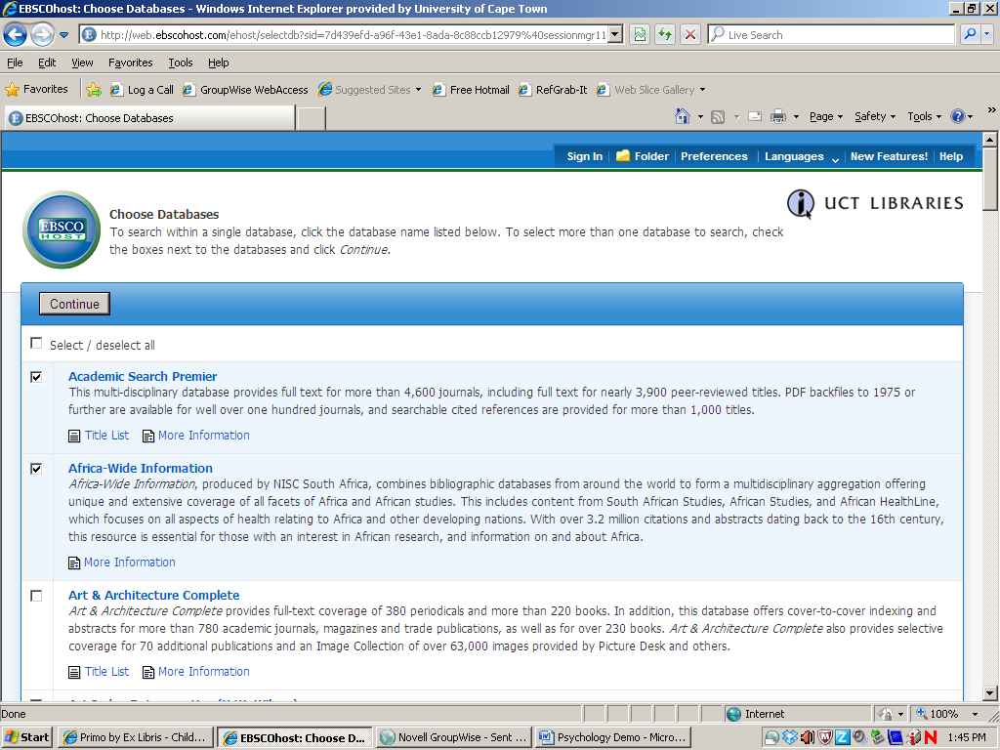 EBSCOhost: Choose Databases - Windows Internet Explorer provided by University of Cape Town
http://web.ebscohost.com/ehost/selectdb?sid=7d439efd-a96f-43e1-8ada-8c88ccb12979%40sessionmgr11
Live Search
File Edit View Favorites Tools Help
Favorites Log a Call GroupWise WebAccess Suggested Sites Free Hotmail RefGrab-It Web Slice Gallery
EBSCOhost: Choose Databases Page Safety Tools
Sign In Folder Preferences Languages New Features! Help
EBSCO
HOST
UCT LIBRARIES
Choose Databases
To search within a single database, click the database name listed below. To select more than one database to search, check
the boxes next to the databases and click Continue.
Continue
Select / deselect all
Academic Search Premier
This multi-disciplinary database provides full text for more than 4,600 journals, including full text for nearly 3,900 peer-reviewed titles. PDF backfiles to 1975 or
further are available for well over one hundred journals, and searchable cited references are provided for more than 1,000 titles.
Title List More Information
Africa-Wide Information
Africa-Wide Information, produced by NISC South Africa, combines bibliographic databases from around the world to form a multidisciplinary aggregation offering
unique and extensive coverage of all facets of Africa and African studies. This includes content from South African Studies, African Studies, and African HealthLine,
which focuses on all aspects of health relating to Africa and other developing nations. With over 3.2 million citations and abstracts dating back to the 16th century,
this resource is essential for those with an interest in African research, and information on and about Africa.
More Information
Art & Architecture Complete
Art & Architecture Complete provides full-text coverage of 380 periodicals and more than 220 books. In addition, this database offers cover-to-cover indexing and
abstracts for more than 780 academic journals, magazines and trade publications, as well as for over 230 books. Art & Architecture Complete also provides selective
coverage for 70 additional publications and an Image Collection of over 63,000 images provided by Picture Desk and others.
Title List More Information
Done Internet 100%
Start Primo by Ex Libris - Child... EBSCOhost: Choose D... Novell GroupWise - Sent ... Psychology Demo - Micro... 1:45 PM